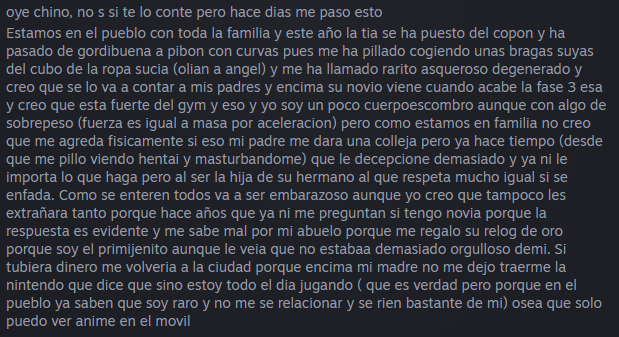 oye chino, no s si te lo conte pero hace dias me paso esto
Estamos en el pueblo con toda la familia y este año la tia se ha puesto del copon y ha
pasado de gordibuena a pibon con curvas pues me ha pillado cogiendo unas bragas suyas
del cubo de la ropa sucia (olian a angel) y me ha llamado rarito asqueroso degenerado y
creo que se lo va a contar a mis padres y encima su novio viene cuando acabe la fase 3 esa
y creo que esta fuerte del gym y eso y yo soy un poco cuerpoescombro aunque con algo de
sobrepeso (fuerza es igual a masa por aceleracion) pero como estamos en familia no creo
que me agreda fisicamente si eso mi padre me dara una colleja pero ya hace tiempo (desde
que me pillo viendo hentai y masturbandome) que le decepcione demasiado y ya ni le
importa lo que haga pero al ser la hija de su hermano al que respeta mucho igual si se
enfada. Como se enteren todos va a ser embarazoso aunque yo creo que tampoco les
extrañara tanto porque hace años que ya ni me preguntan si tengo novia porque la
respuesta es evidente y me sabe mal por mi abuelo porque me regalo su relog de oro
porque soy el primijenito aunque le veia que no estabaa demasiado orgulloso demi. Si
tubiera dinero me volveria a la ciudad porque encima mi madre no me dejo traerme la
nintendo que dice que sino estoy todo el dia jugando ( que es verdad pero porque en el
pueblo ya saben que soy raro y no me se relacionar y se rien bastante de mi) osea que solo
puedo ver anime en el movil